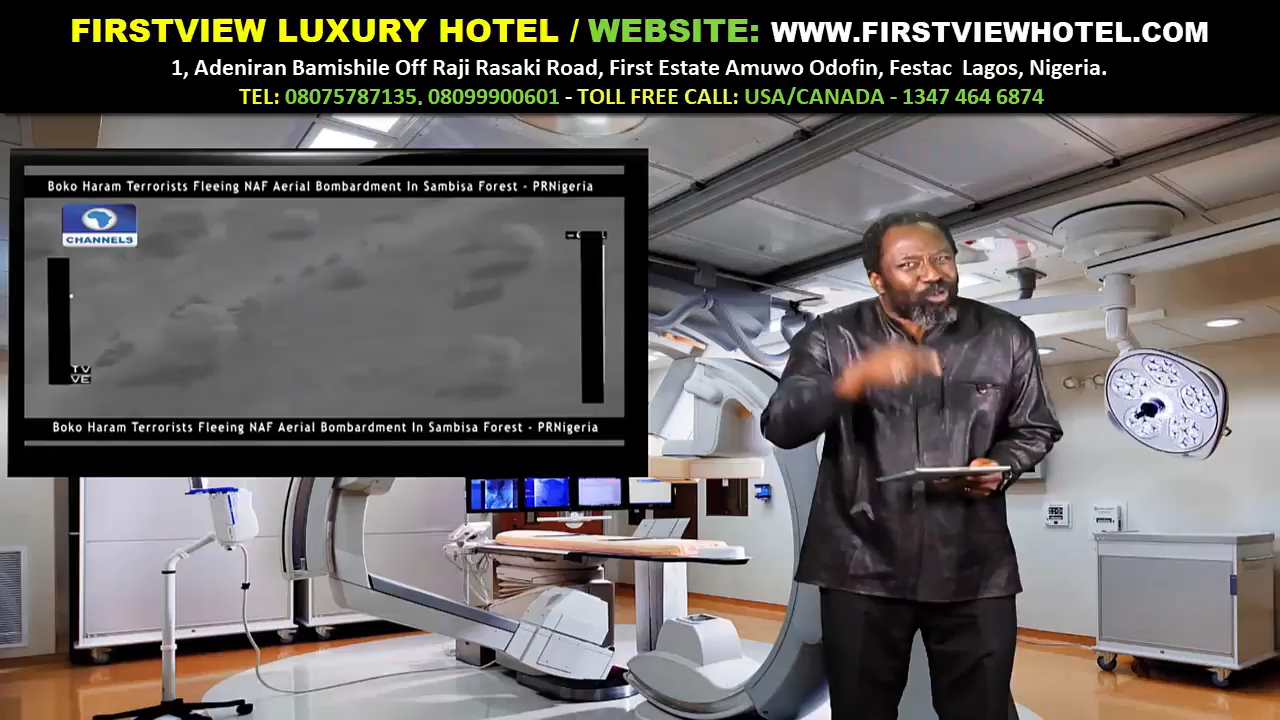 FIRSTVIEW LUXURY HOTEL / WEBSITE: WWW.FIRSTVIEWHOTEL.COM
1, Adeniran Bamishile Off Raji Rasaki Road, First Estate Amuwo Odofin, Festac Lagos, Nigeria.
TEL: 08075787135, 08099900601 - TOLL FREE CALL: USA/CANADA - 1347 464 6874
Boko Haram Terrorists Fleeing NAF Aerial Bombardment In Sambisa Forest - PRNigeria
CHANNELS
TV
VE
Boko Haram Terrorists Fleeing NAF Aerial Bombardment In Sambisa Forest - PRNigeria